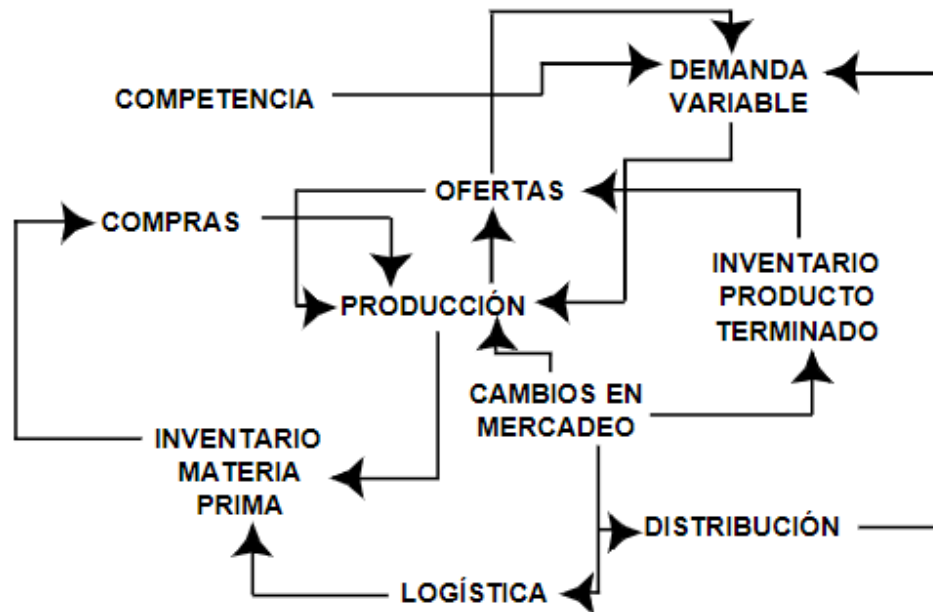 DEMANDA
VARIABLE
COMPETENCIA
OFERTAS
COMPRAS
INVENTARIO
PRODUCTO
TERMINADO
PRODUCCIÓN
CAMBIOS EN
MERCADEO
INVENTARIO
MATERIA
PRIMA
DISTRIBUCIÓN
LOGÍSTICA